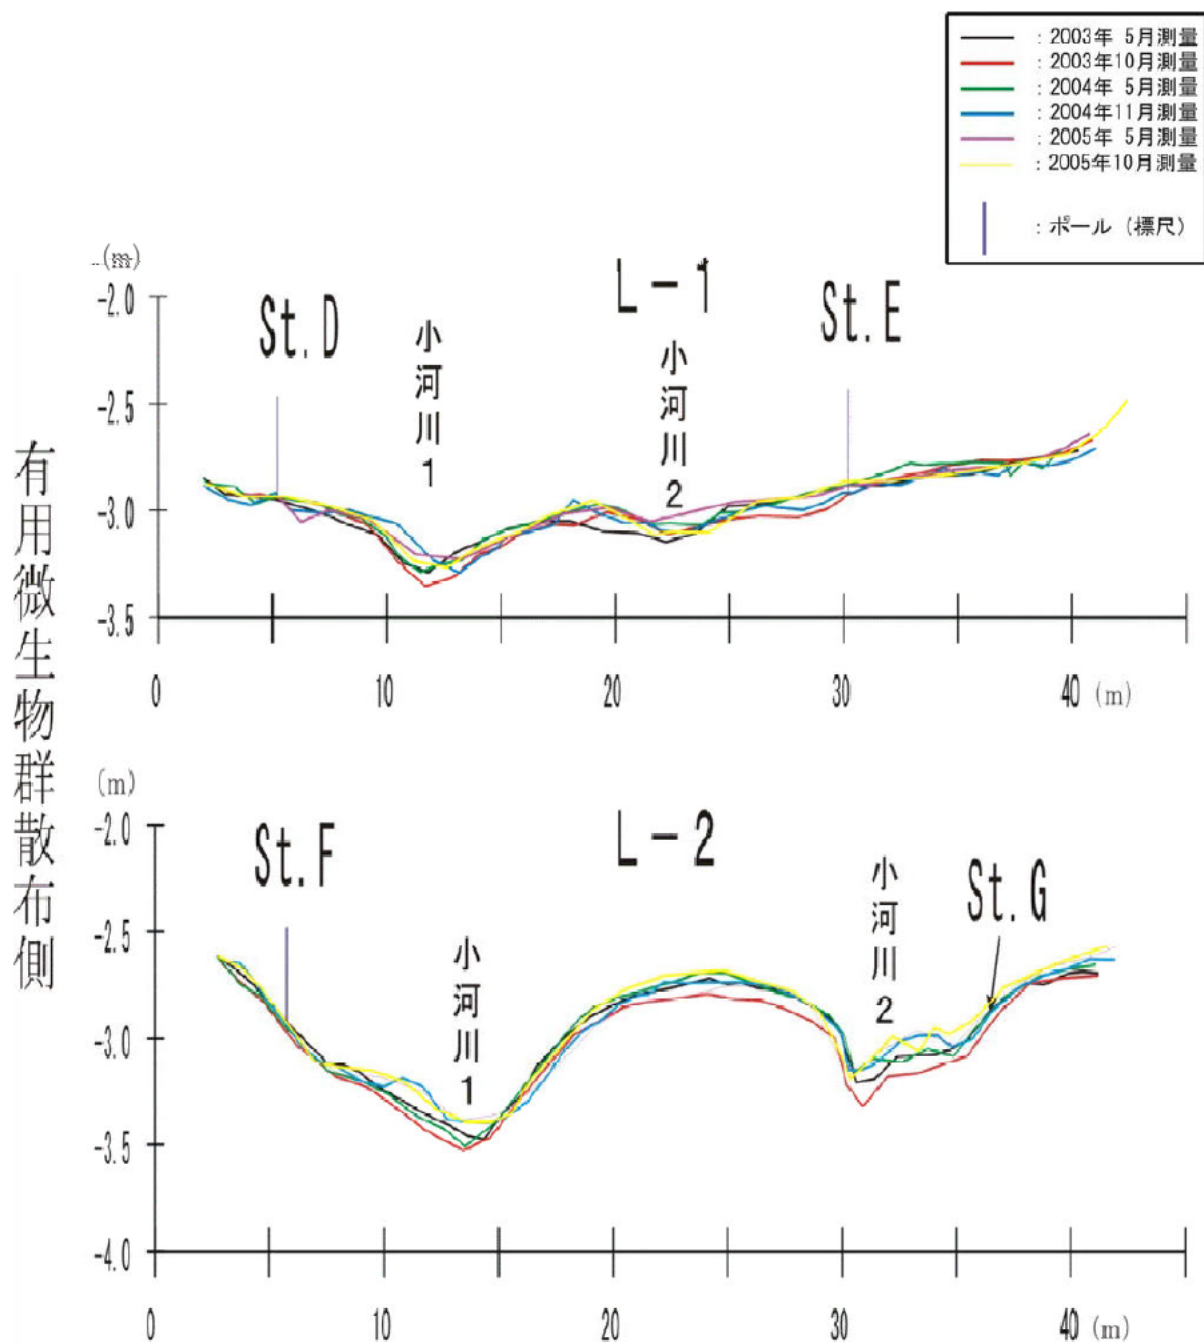 : 2003年 5月測量
: 2003年10月測量
: 2004年 5月測量
: 2004年11月測量
: 2005年 5月測量
: 2005年10月測量
: ポール (標尺)
有用微生物群散布側
(m)
L-1
St.D
小河川1
小河川2
St.E
-2.0
-2.5
-3.0
-3.5
0 10 20 30 40 (m)
(m)
L-2
St.F
小河川1
小河川2
St.G
-2.0
-2.5
-3.0
-3.5
-4.0
0 10 20 30 40 (m)